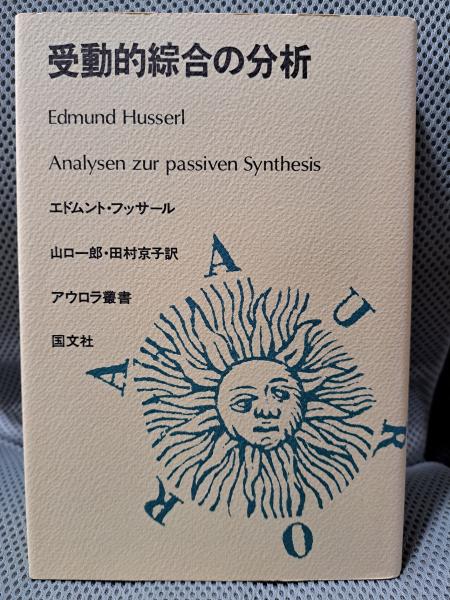 受動的綜合の分析
Edmund Husserl
Analysen zur passiven Synthesis
エドムント・フッサール
山口一郎・田村京子訳
アウロラ叢書
国文社
AURORA